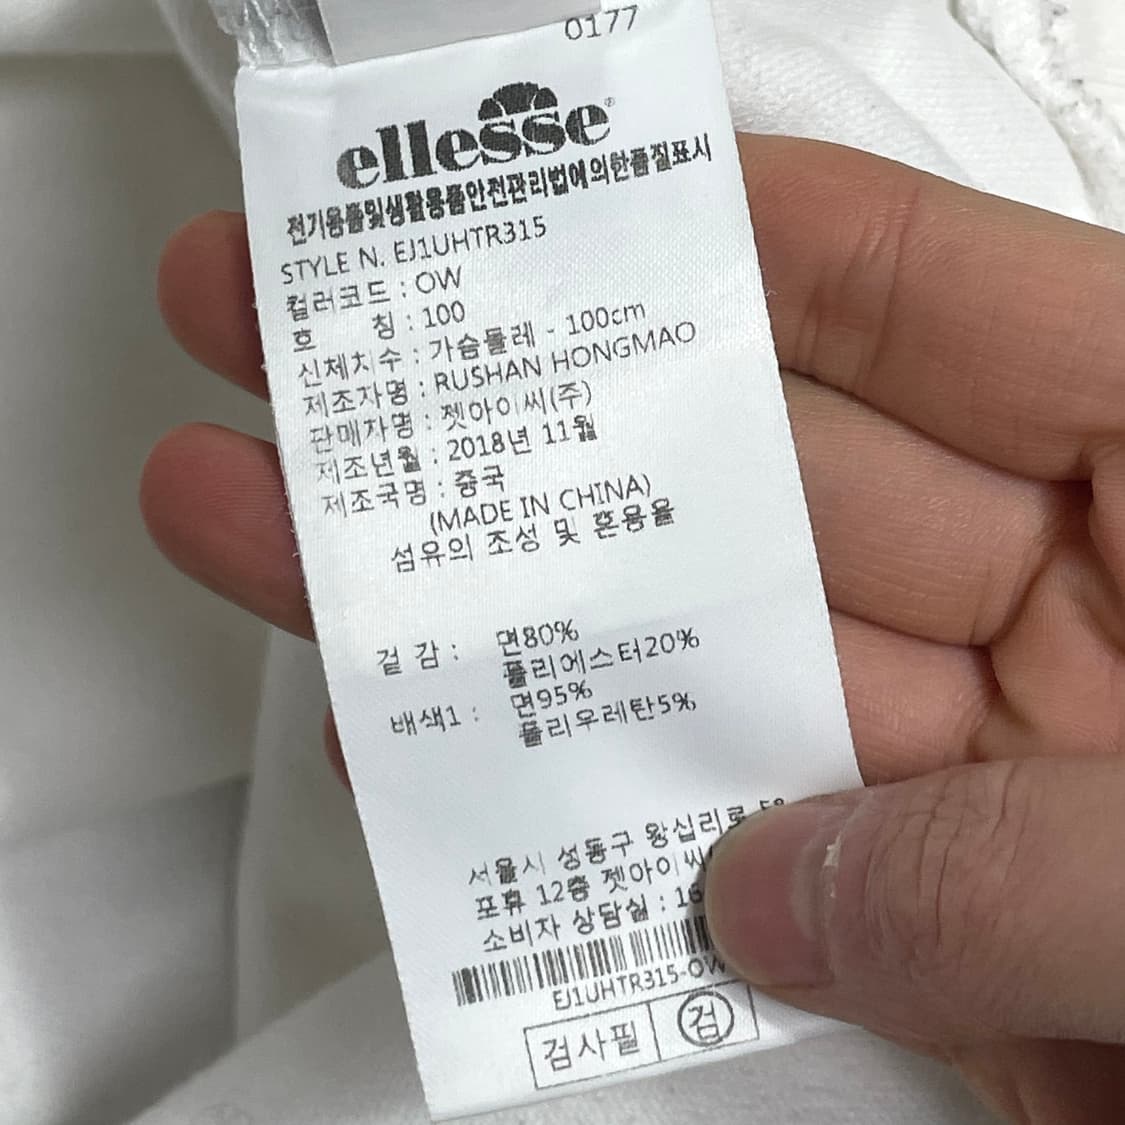 0177
ellesse®
전기용품및생활용품안전관리법에의한품질표시
STYLE N. EJ1UHTR315
컬러코드 : OW
호 칭 : 100
신체치수 : 가슴둘레 - 100cm
제조자명 : RUSHAN HONGMAO
판매자명 : 젯아이씨(주)
제조년월 : 2018년 11월
제조국명 : 중국
(MADE IN CHINA)
섬유의 조성 및 혼용율
겉 감 : 면80%
폴리에스터20%
배색1 : 면95%
폴리우레탄5%
서울시 성동구 왕십리로
포휴 12층 젯아이씨
소비자 상담실 : 16
EJ1UHTR315-OW
검사필 검